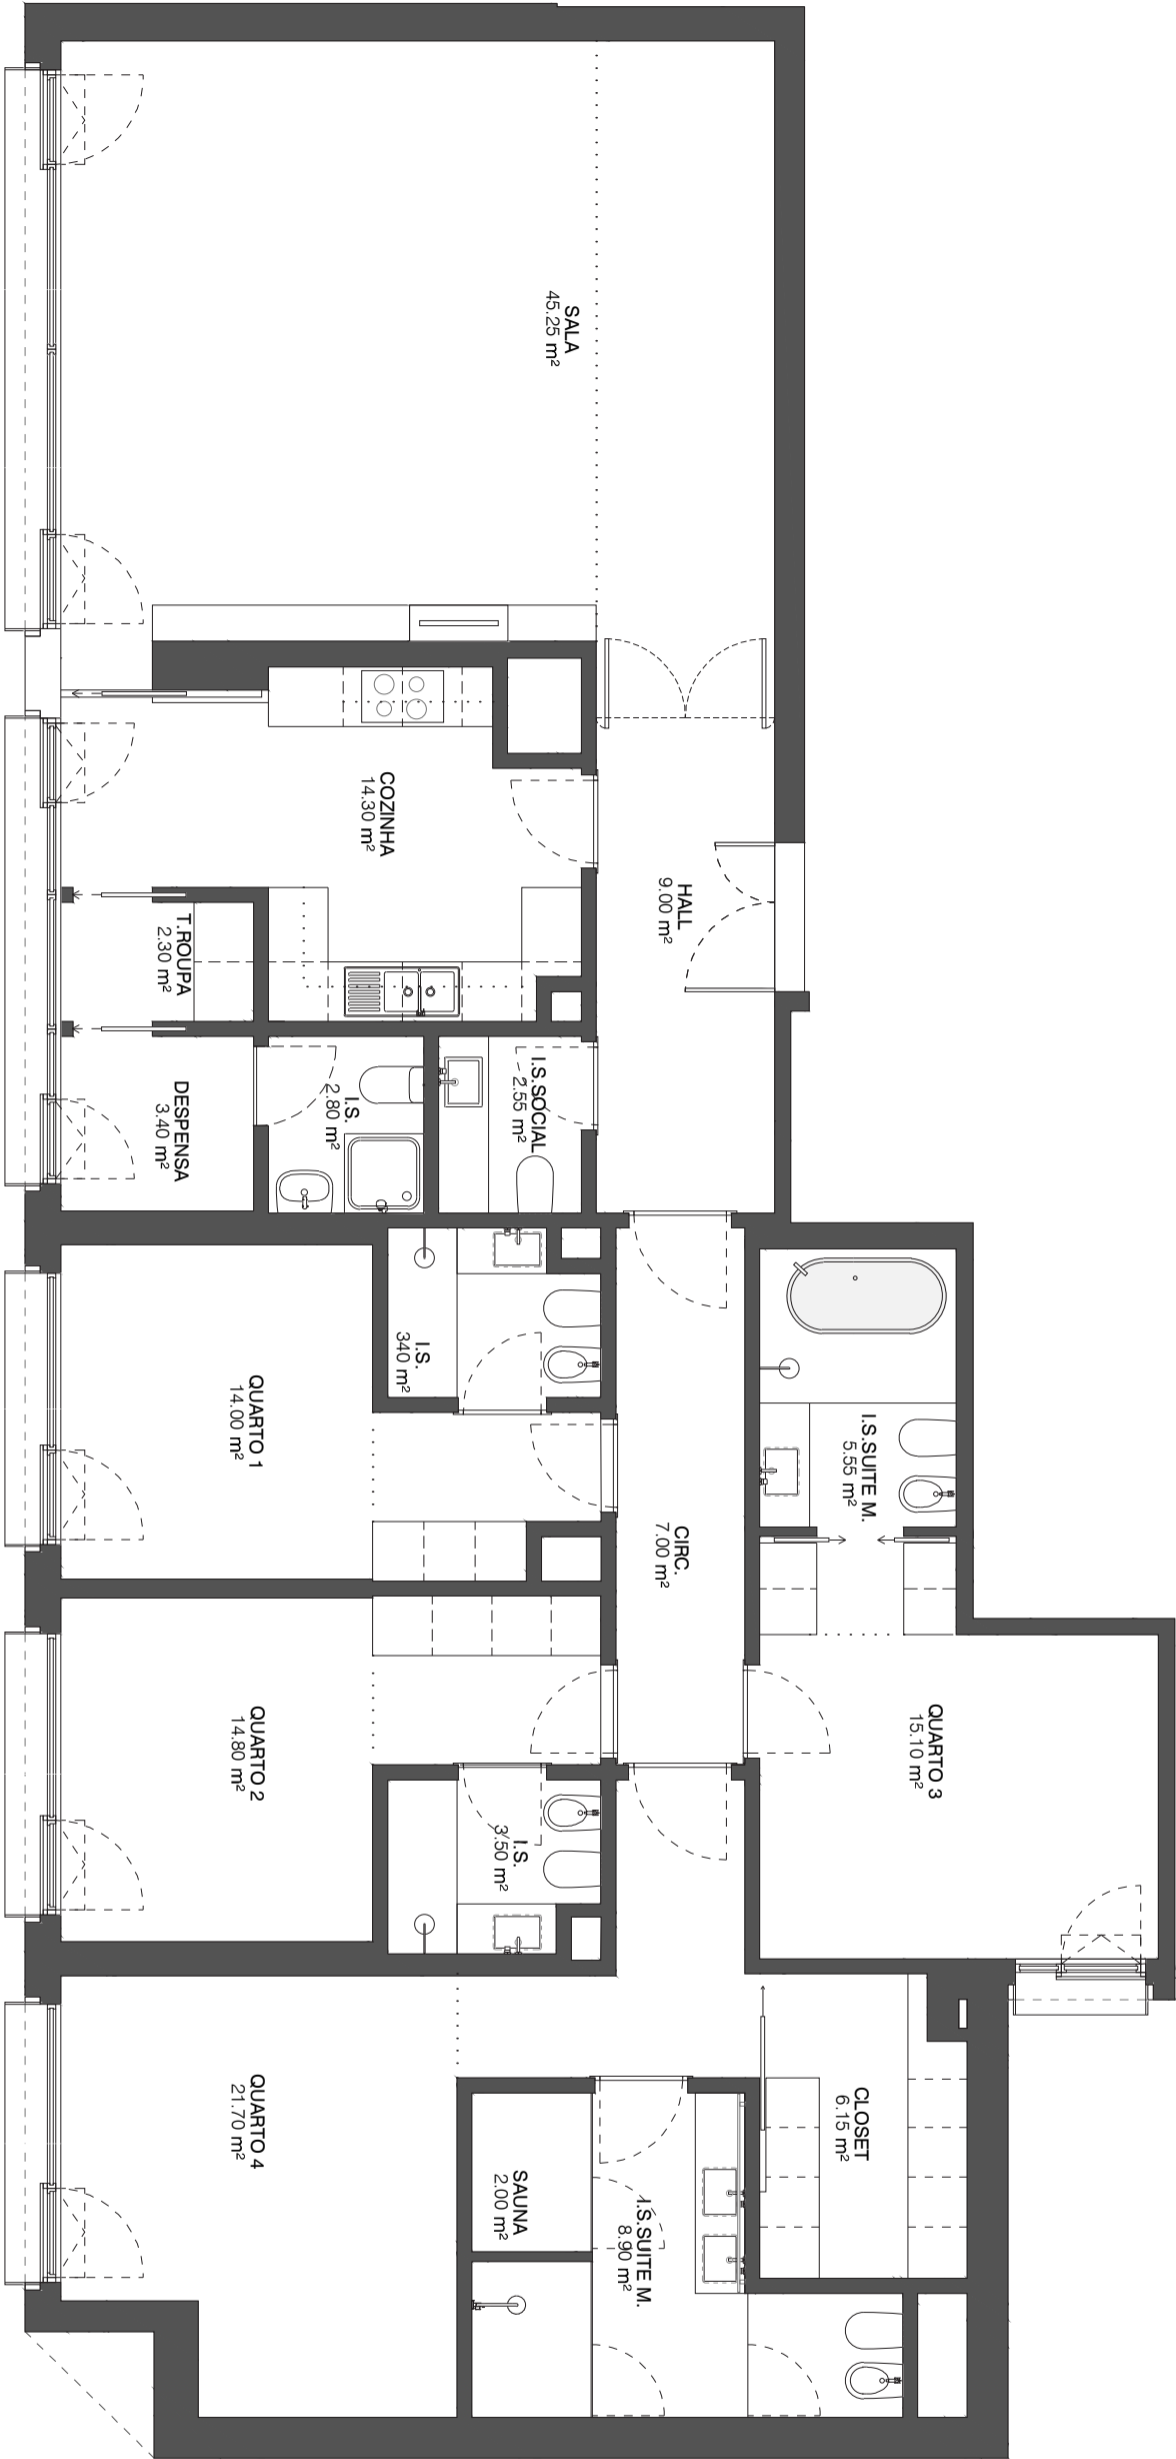 SALA
45.25 m²
COZINHA
14.30 m²
HALL
9.00 m²
T.ROUPA
2.30 m²
DESPENSA
3.40 m²
I.S.
2.80 m²
I.S.SOCIAL
2.55 m²
I.S.
340 m²
QUARTO 1
14.00 m²
CIRC.
7.00 m²
I.S.SUITE M.
5.55 m²
QUARTO 2
14.80 m²
I.S.
3.50 m²
QUARTO 3
15.10 m²
QUARTO 4
21.70 m²
SAUNA
2.00 m²
I.S.SUITE M.
8.90 m²
CLOSET
6.15 m²